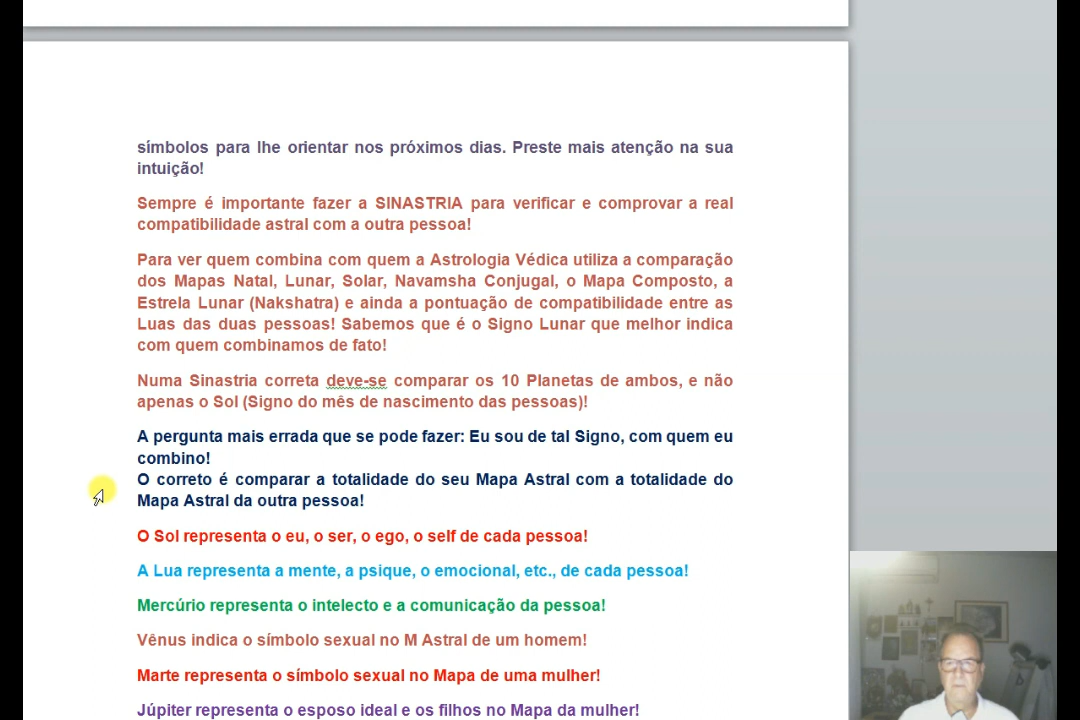 símbolos para lhe orientar nos próximos dias. Preste mais atenção na sua
intuição!
Sempre é importante fazer a SINASTRIA para verificar e comprovar a real
compatibilidade astral com a outra pessoa!
Para ver quem combina com quem a Astrologia Védica utiliza a comparação
dos Mapas Natal, Lunar, Solar, Navamsha Conjugal, o Mapa Composto, a
Estrela Lunar (Nakshatra) e ainda a pontuação de compatibilidade entre as
Luas das duas pessoas! Sabemos que é o Signo Lunar que melhor indica
com quem combinamos de fato!
Numa Sinastria correta deve-se comparar os 10 Planetas de ambos, e não
apenas o Sol (Signo do mês de nascimento das pessoas)!
A pergunta mais errada que se pode fazer: Eu sou de tal Signo, com quem eu
combino!
O correto é comparar a totalidade do seu Mapa Astral com a totalidade do
Mapa Astral da outra pessoa!
O Sol representa o eu, o ser, o ego, o self de cada pessoa!
A Lua representa a mente, a psique, o emocional, etc., de cada pessoa!
Mercúrio representa o intelecto e a comunicação da pessoa!
Vênus indica o símbolo sexual no M Astral de um homem!
Marte representa o símbolo sexual no Mapa de uma mulher!
Júpiter representa o esposo ideal e os filhos no Mapa da mulher!